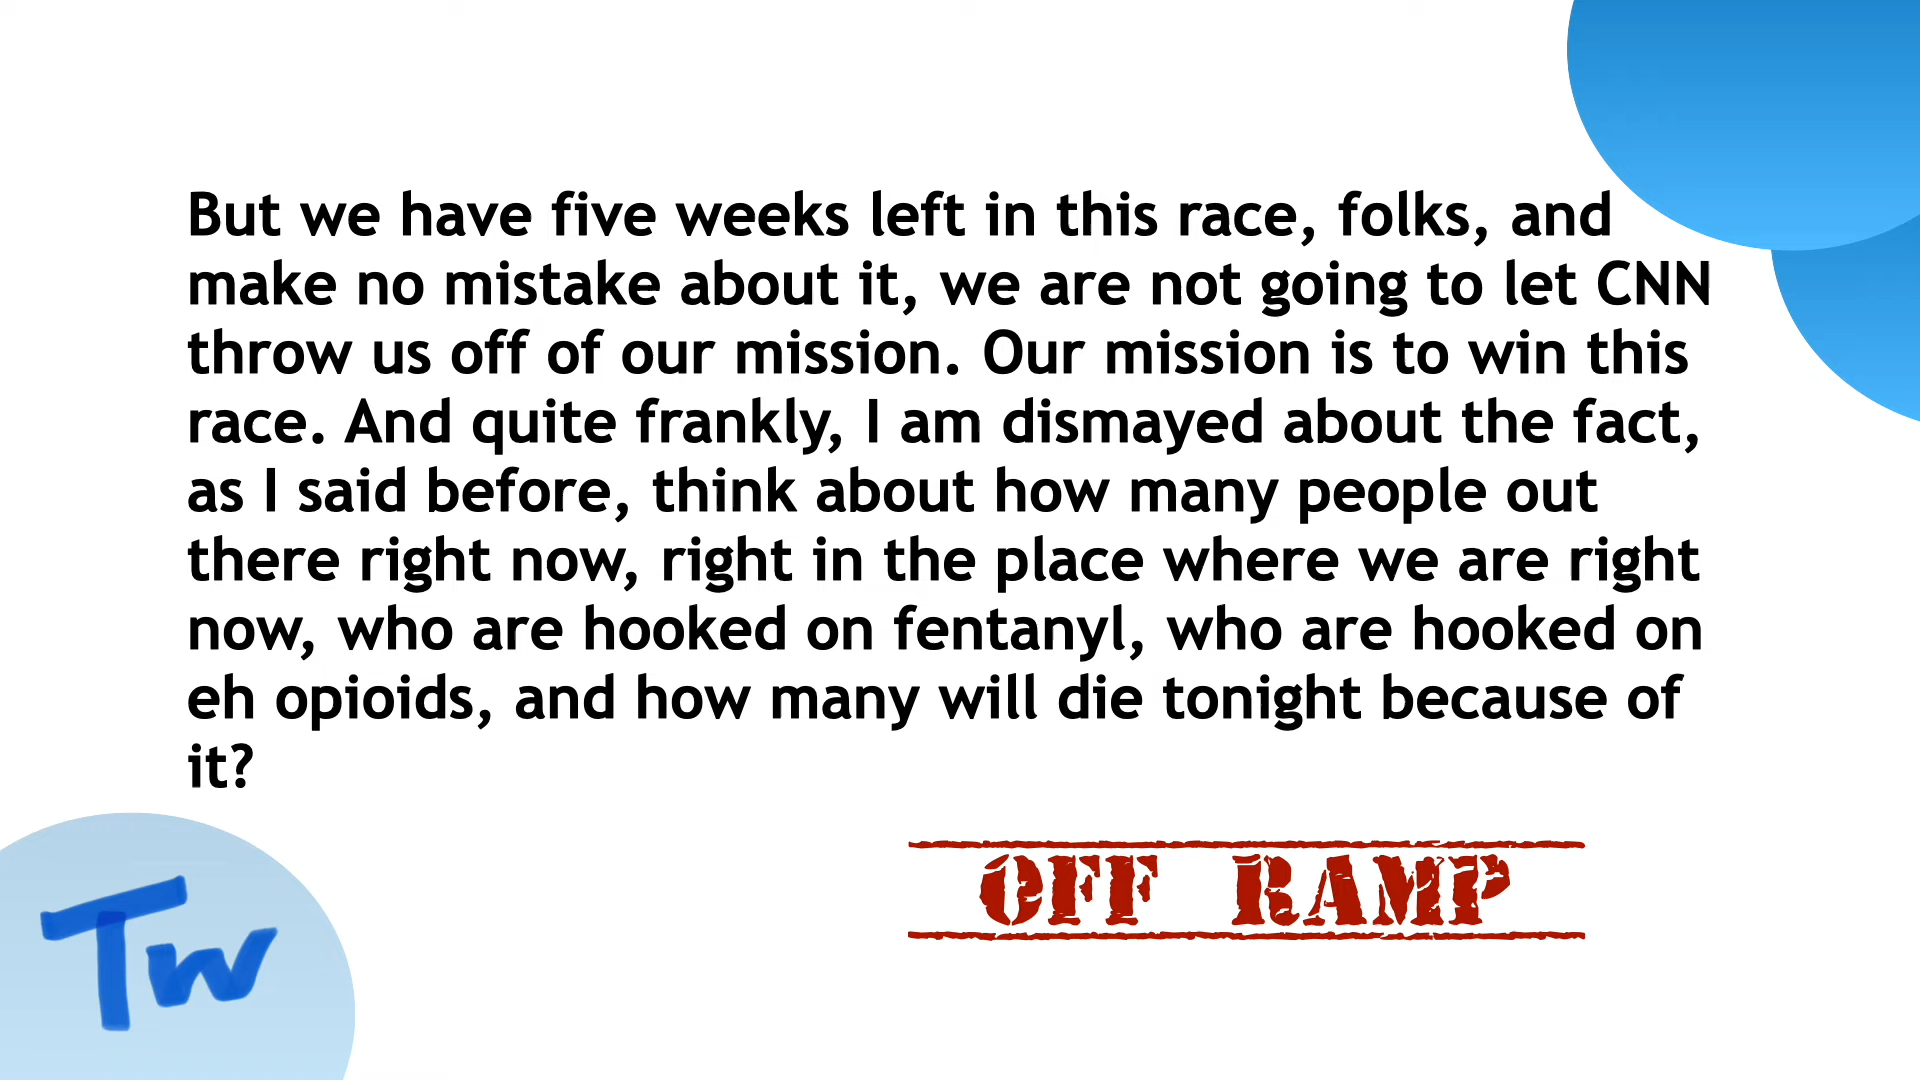 But we have five weeks left in this race, folks, and
make no mistake about it, we are not going to let CNN
throw us off of our mission. Our mission is to win this
race. And quite frankly, I am dismayed about the fact,
as I said before, think about how many people out
there right now, right in the place where we are right
now, who are hooked on fentanyl, who are hooked on
eh opioids, and how many will die tonight because of
it?
OFF RAMP
Tw